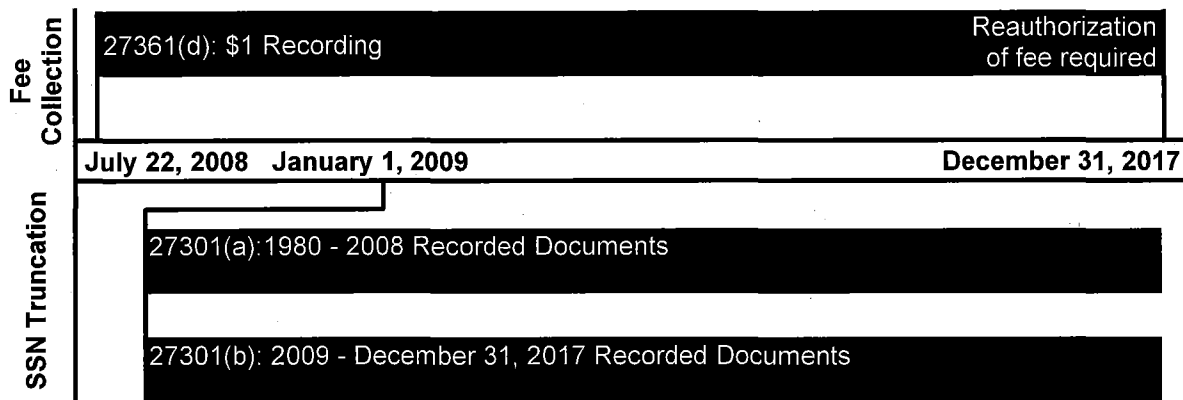 Fee
Collection
27361(d): $1 Recording
Reauthorization
of fee required
July 22, 2008 January 1, 2009 December 31, 2017
SSN Truncation
27301(a):1980 - 2008 Recorded Documents
27301(b): 2009 - December 31, 2017 Recorded Documents